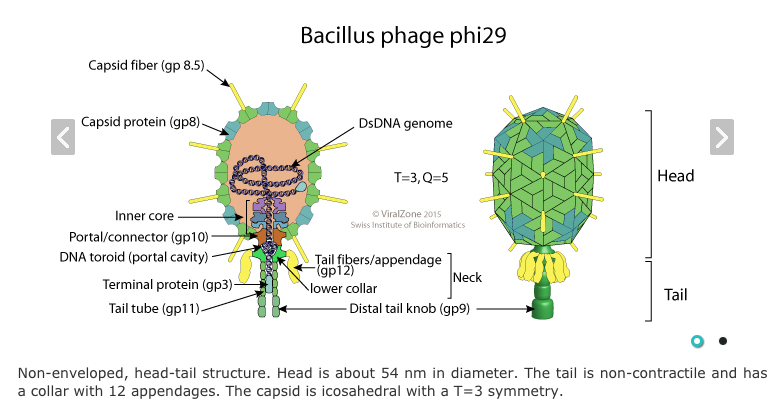 Bacillus phage phi29
Capsid fiber (gp 8.5)
Capsid protein (gp8)
DsDNA genome
T=3, Q=5
Head
© ViralZone 2015
Swiss Institute of Bioinformatics
Inner core
Portal/connector (gp10)
DNA toroid (portal cavity)
Tail fibers/appendage
(gp12)
Neck
Terminal protein (gp3)
lower collar
Tail
Tail tube (gp11)
Distal tail knob (gp9)
Non-enveloped, head-tail structure. Head is about 54 nm in diameter. The tail is non-contractile and has
a collar with 12 appendages. The capsid is icosahedral with a T=3 symmetry.